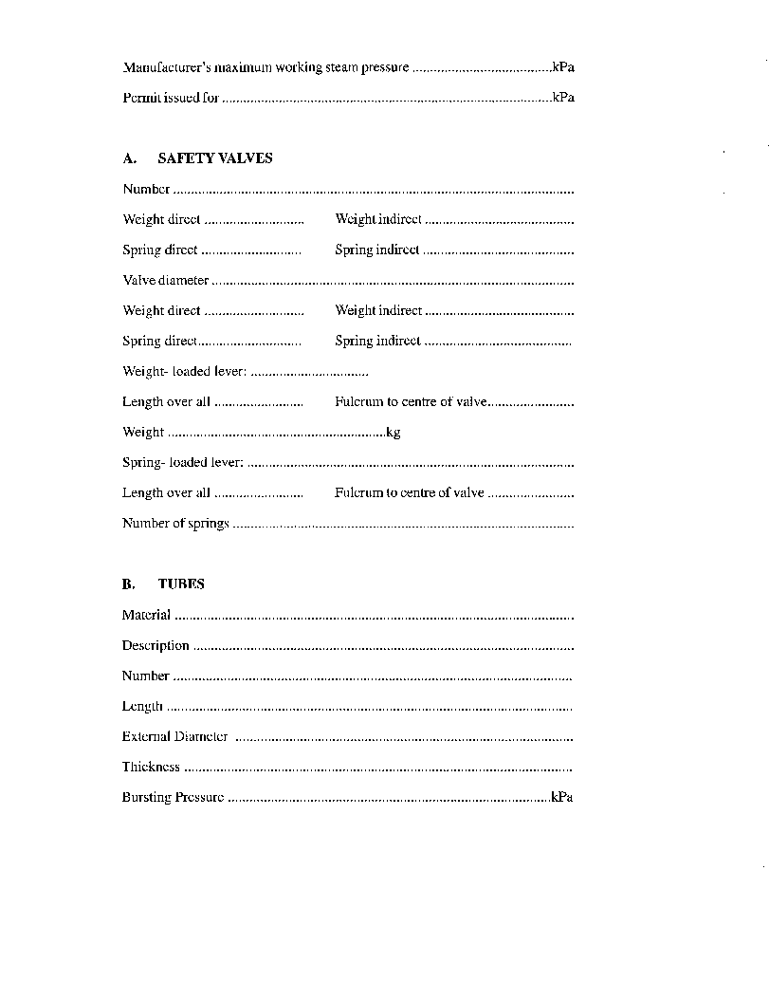 Manufacturer's maximum working steam pressure .......................................kPa
Permit issued for .............................................................................................kPa
A. SAFETY VALVES
Number .................................................................................................................
Weight direct ............................ Weight indirect ..........................................
Spring direct ............................ Spring indirect ...........................................
Valve diameter ......................................................................................................
Weight direct ............................ Weight indirect ..........................................
Spring direct............................. Spring indirect ..........................................
Weight- loaded lever: .................................
Length over all ......................... Fulcrum to centre of valve........................
Weight .............................................................kg
Spring- loaded lever: ............................................................................................
Length over all ......................... Fulcrum to centre of valve ........................
Number of springs ................................................................................................
B. TUBES
Material ................................................................................................................
Description ...........................................................................................................
Number ................................................................................................................
Length ..................................................................................................................
External Diameter ...............................................................................................
Thickness .............................................................................................................
Bursting Pressure ...........................................................................................kPa